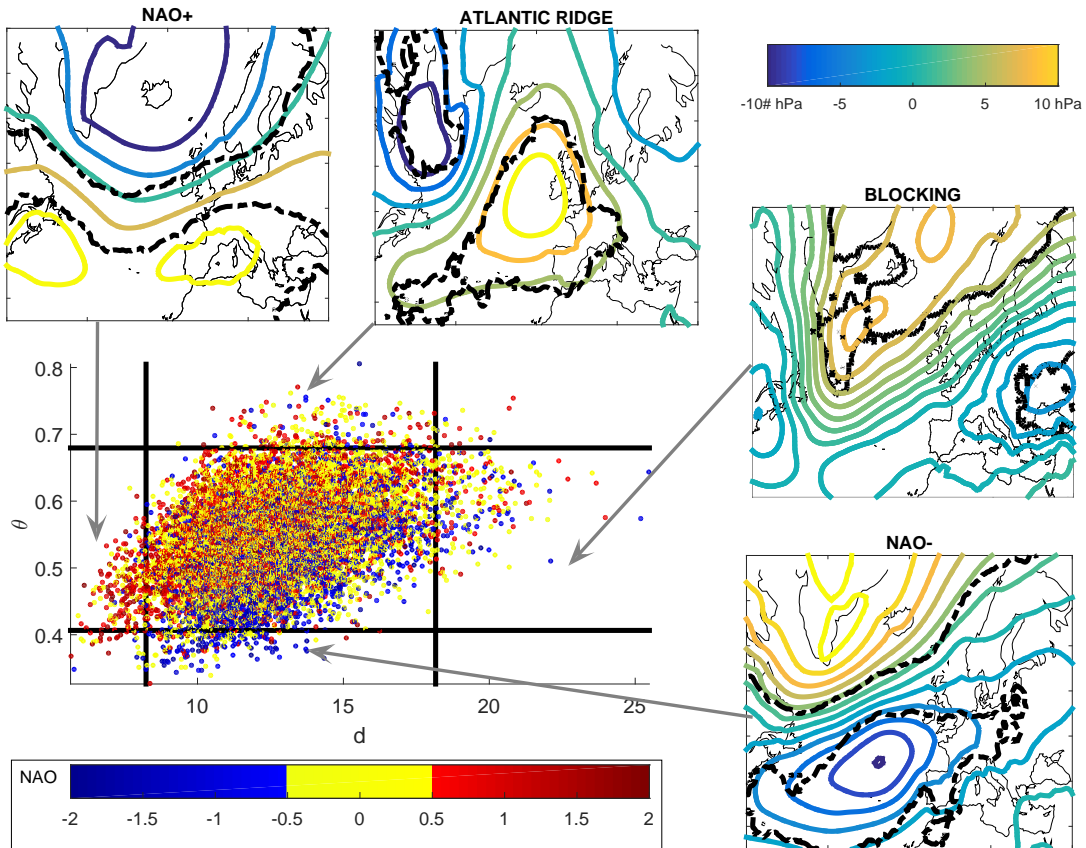 NAO+
ATLANTIC RIDGE
-10# hPa -5 0 5 10 hPa
BLOCKING
0.8
0.7
0.6
0.5
0.4
θ
10 15 20 25
d
NAO-
NAO
-2 -1.5 -1 -0.5 0 0.5 1 1.5 2